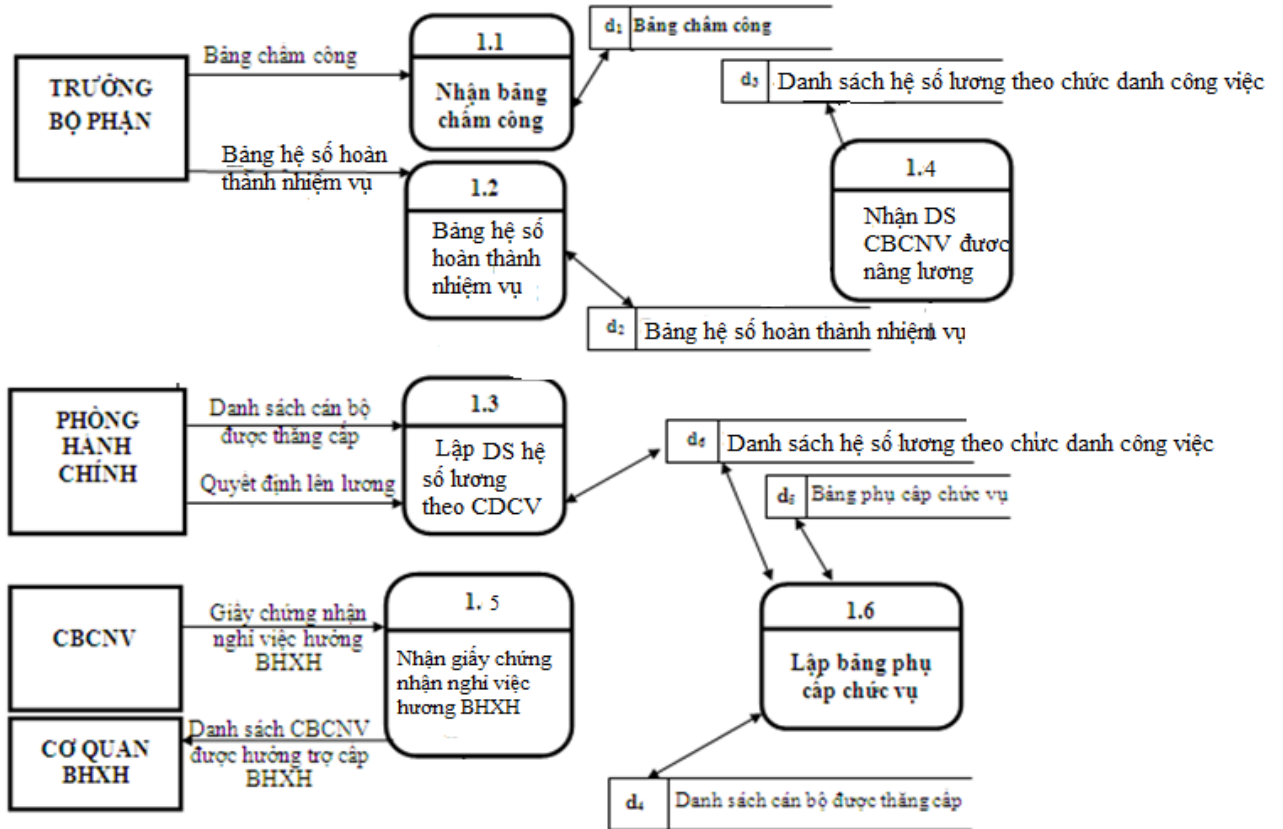 TRƯỞNG
BỘ PHẬN
Bảng chấm công
Bảng hệ số hoàn
thành nhiệm vụ
1.1
Nhận bảng
chấm công
d₁ Bảng chấm công
d₃ Danh sách hệ số lương theo chức danh công việc
1.2
Bảng hệ số
hoàn thành
nhiệm vụ
1.4
Nhận DS
CBCNV được
nâng lương
d₂ Bảng hệ số hoàn thành nhiệm vụ
PHÒNG
HÀNH
CHÍNH
Danh sách cán bộ
được thăng cấp
Quyết định lên lương
1.3
Lập DS hệ
số lương
theo CDCV
Danh sách hệ số lương theo chức danh công việc
d₅ Bảng phụ cấp chức vụ
CBCNV
Giấy chứng nhận
nghỉ việc hưởng
BHXH
1. 5
Nhận giấy chứng
nhận nghi việc
hương BHXH
1.6
Lập bảng phụ
cấp chức vụ
CƠ QUAN
BHXH
Danh sách CBCNV
được hưởng trợ cấp
BHXH
d₄ Danh sách cán bộ được thăng cấp